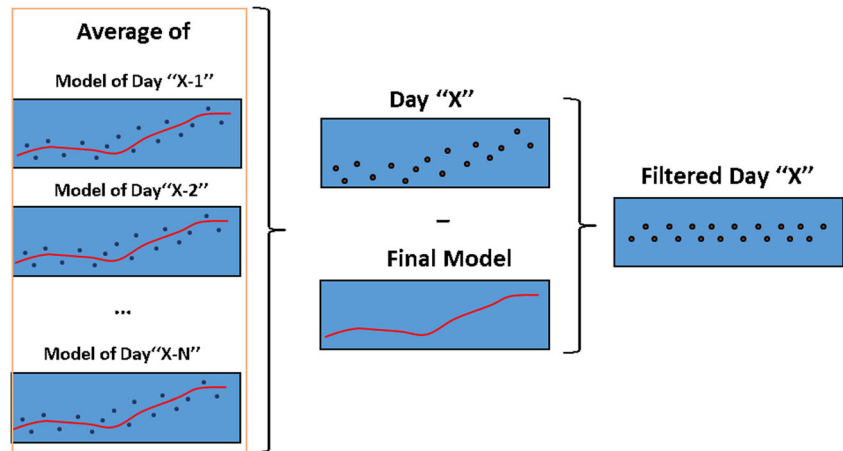 Average of
Model of Day “X-1”
Model of Day“X-2”
...
Model of Day“X-N”
Day “X”
–
Final Model
Filtered Day “X”